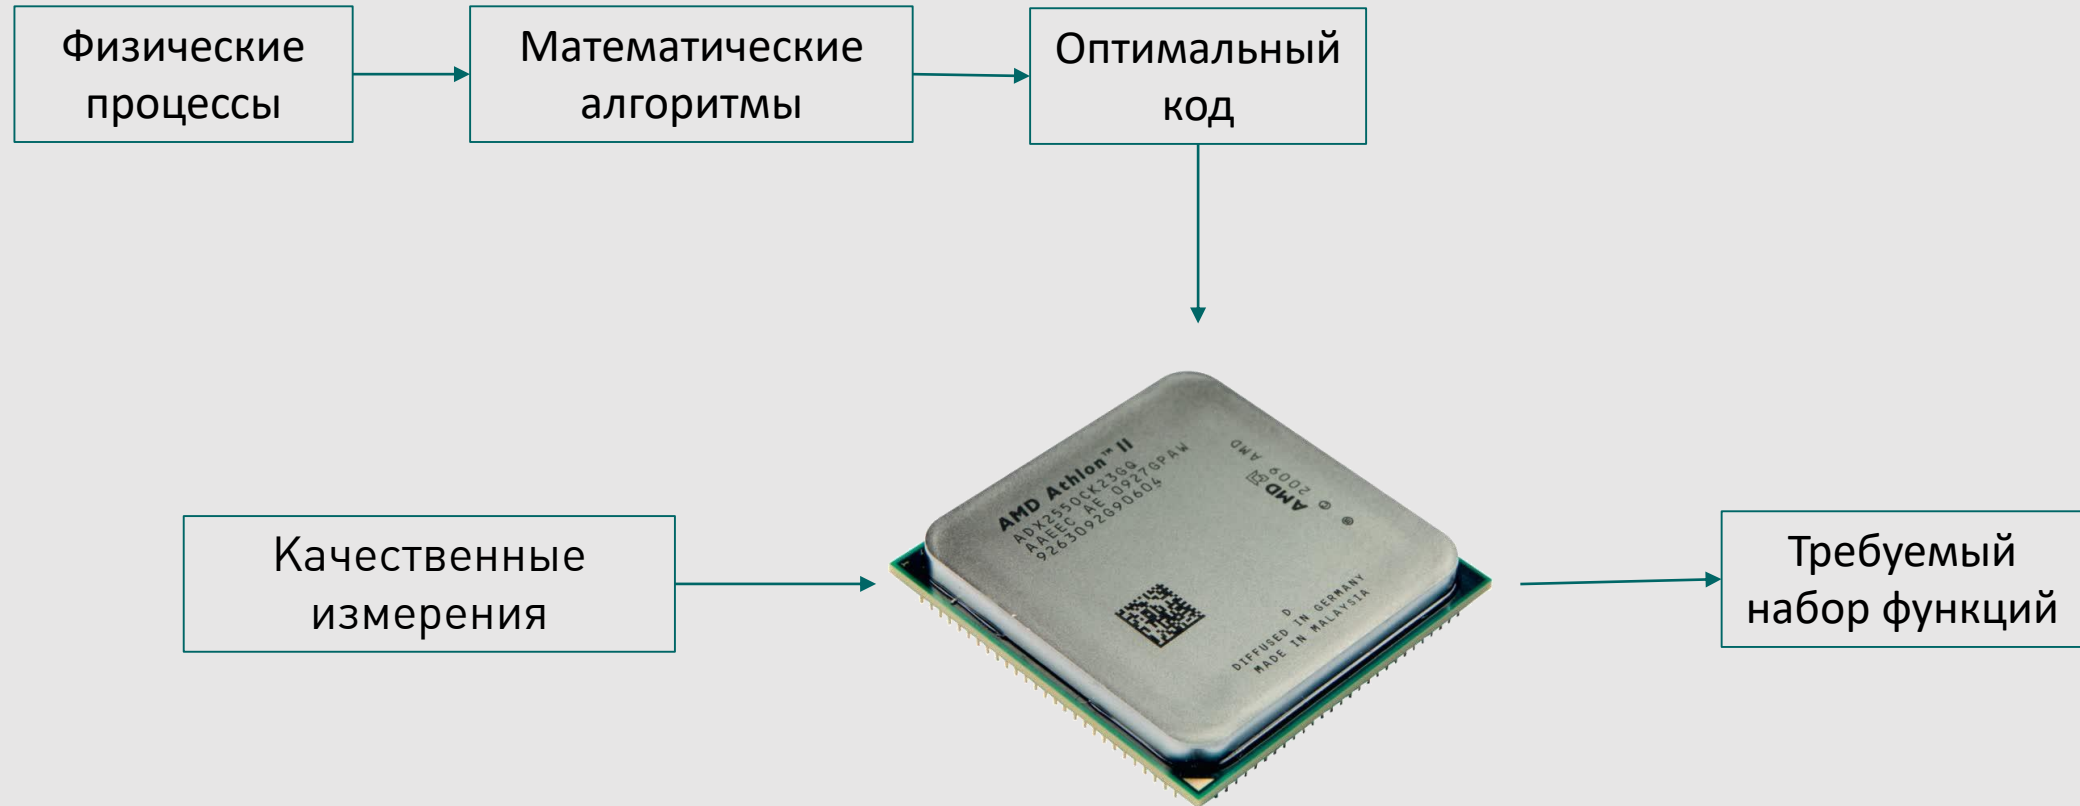 Физические
процессы
Математические
алгоритмы
Оптимальный
код
AMD Athlon™ II
ADX255OCK23GQ
AAEEC AE 0927GPAW
9263092G90604
AMD
© 2009 AMD
D
DIFFUSED IN GERMANY
MADE IN MALAYSIA
Качественные
измерения
Требуемый
набор функций